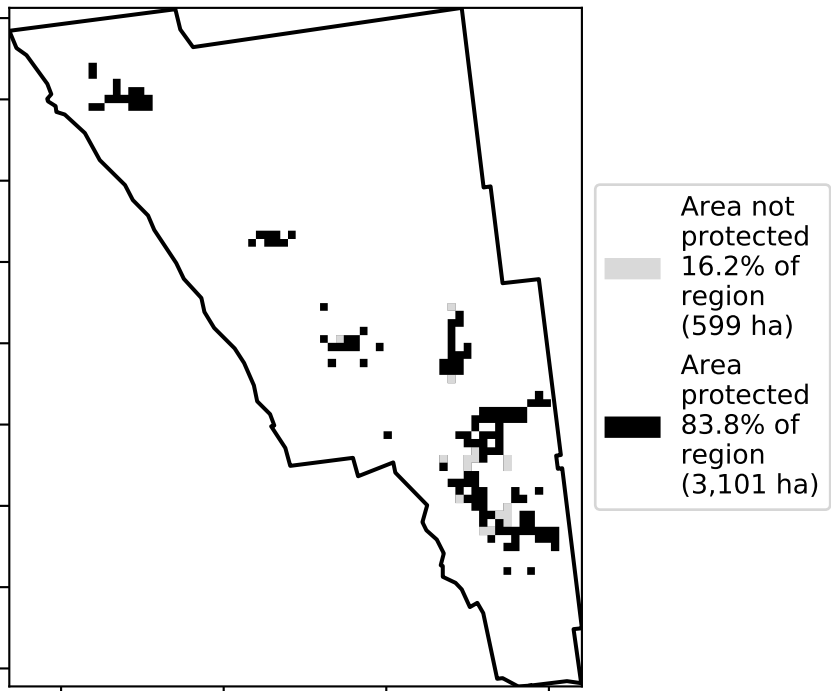 Area not
protected
16.2% of
region
(599 ha)
Area
protected
83.8% of
region
(3,101 ha)